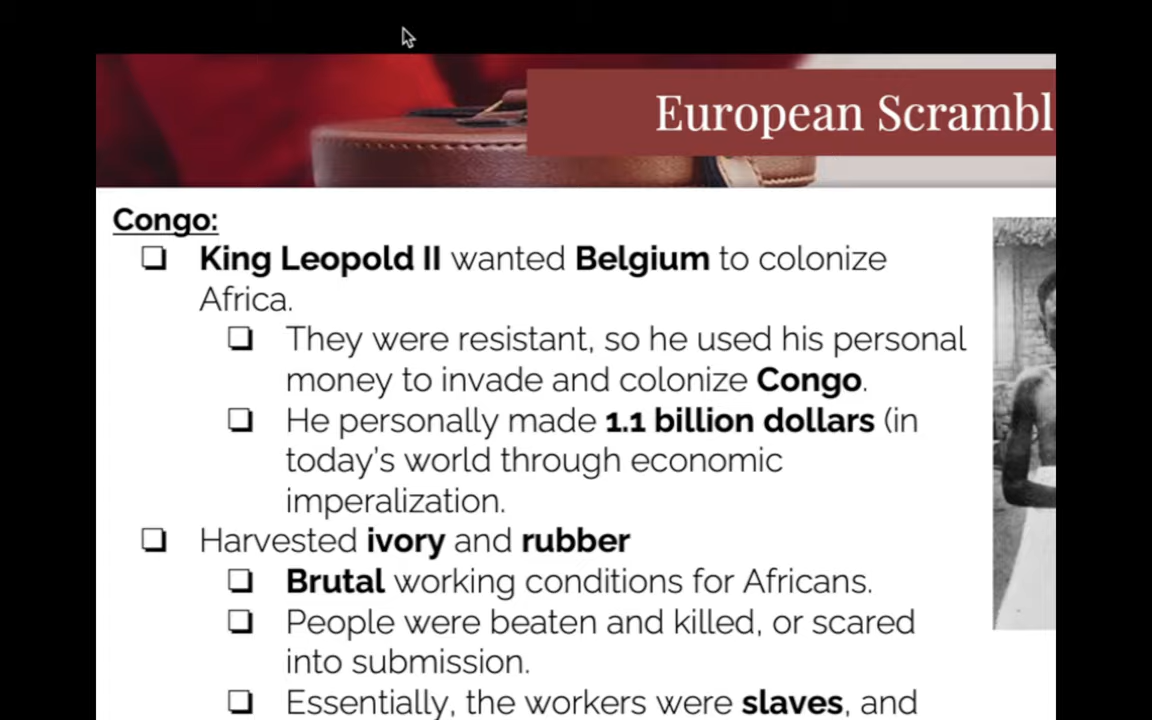 European Scrambl
Congo:
King Leopold II wanted Belgium to colonize
Africa.
They were resistant, so he used his personal
money to invade and colonize Congo.
He personally made 1.1 billion dollars (in
today's world through economic
imperalization.
Harvested ivory and rubber
Brutal working conditions for Africans.
People were beaten and killed, or scared
into submission.
Essentially, the workers were slaves, and